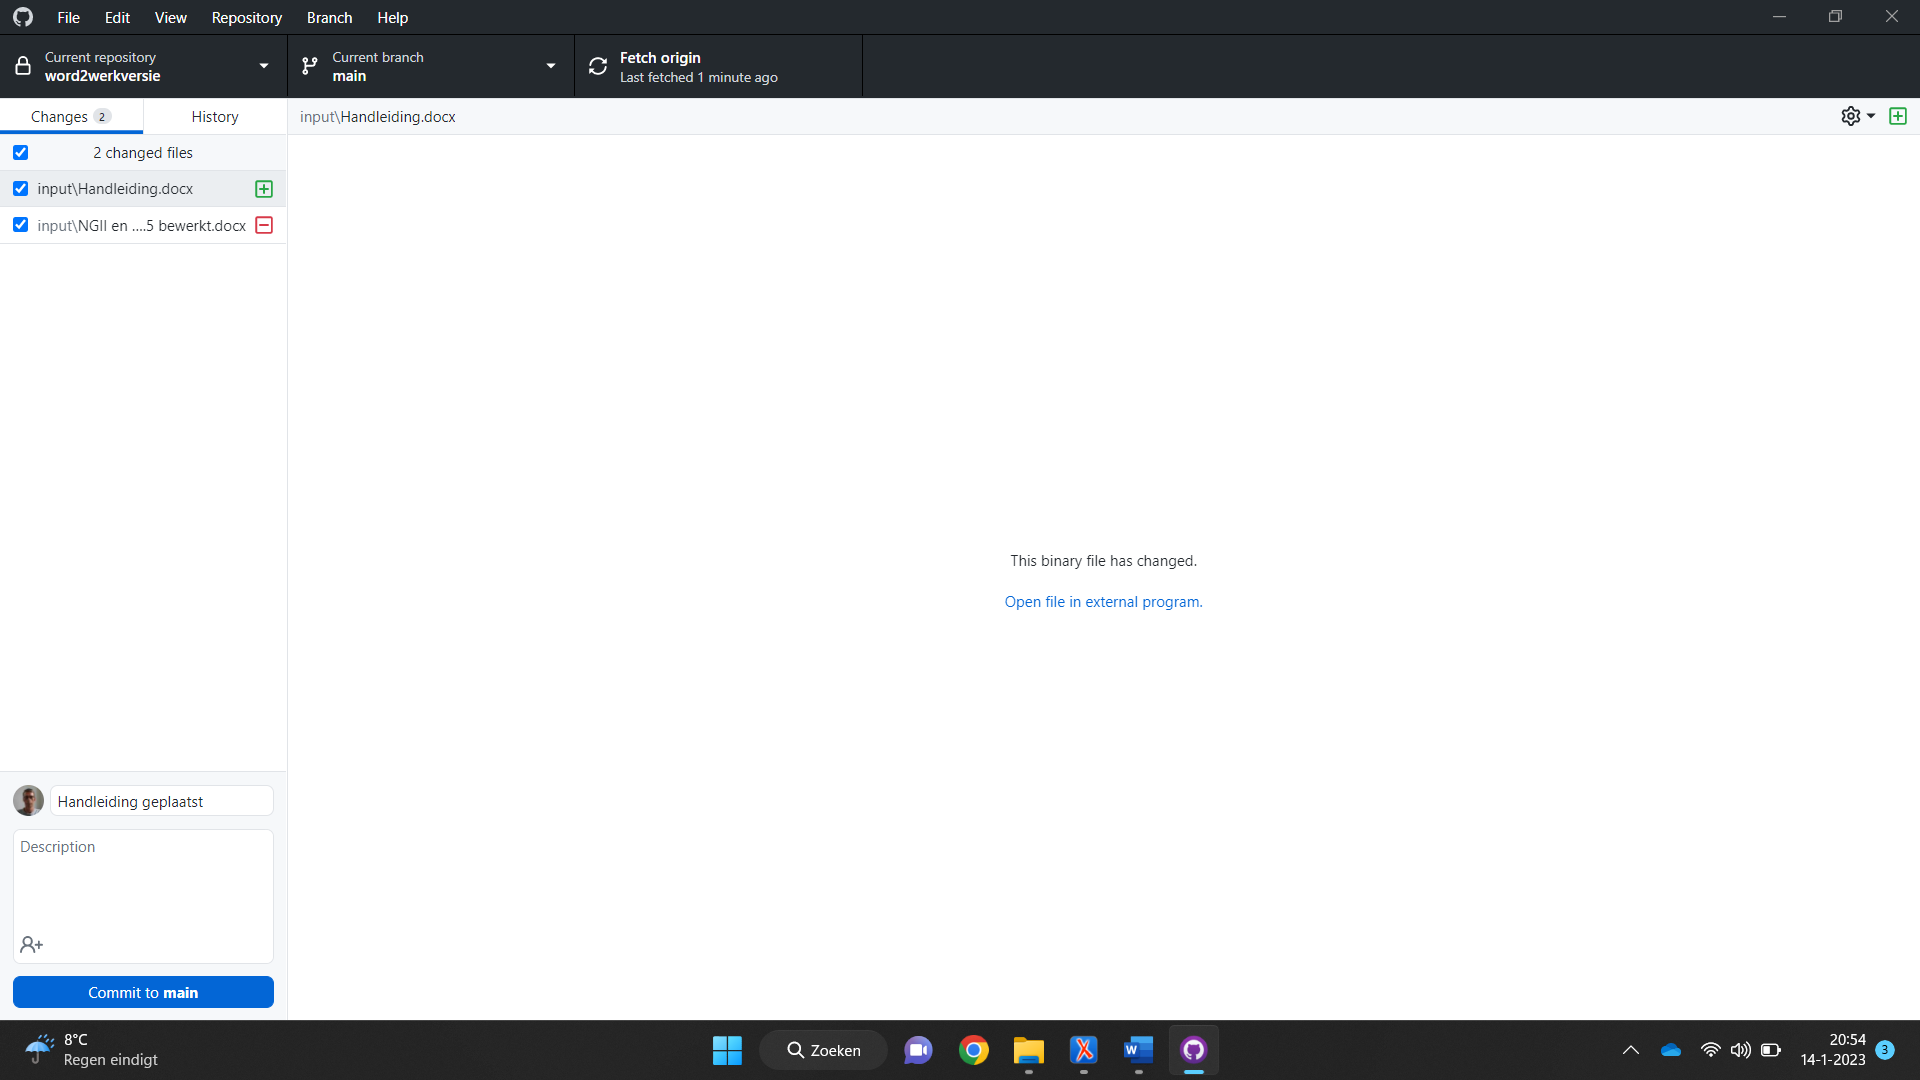 File Edit View Repository Branch Help
Current repository
word2werkversie
Current branch
main
Fetch origin
Last fetched 1 minute ago
Changes 2
History
input\Handleiding.docx
2 changed files
input\Handleiding.docx
input\NGII en ....5 bewerkt.docx
This binary file has changed.
Open file in external program.
Handleiding geplaatst
Description
Commit to main
8°C
Regen eindigt
Zoeken
20:54
14-1-2023
3